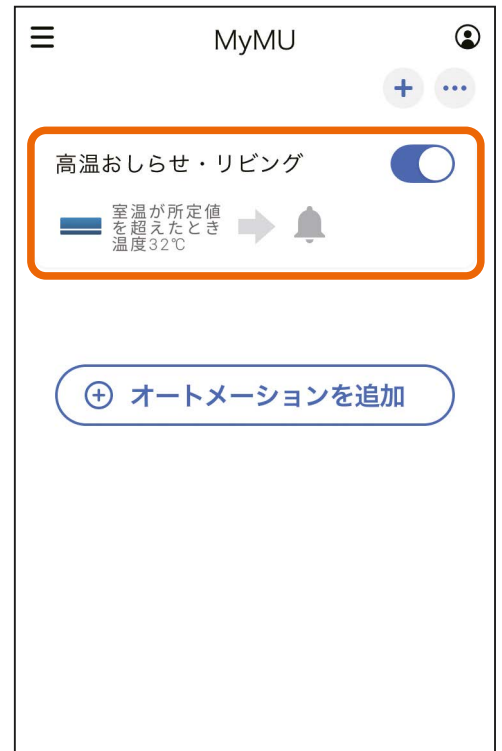 MyMU
高温おしらせ・リビング
室温が所定値
を超えたとき
温度32℃
オートメーションを追加